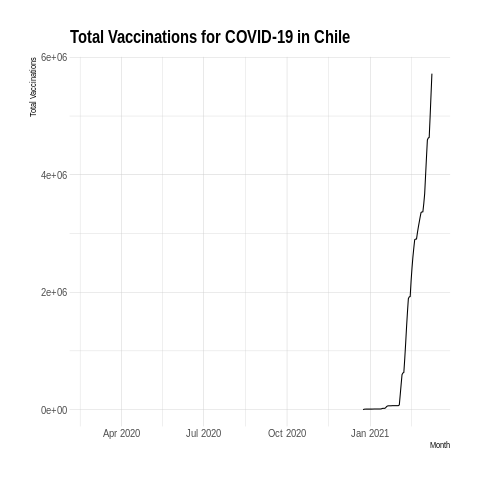 Total Vaccinations for COVID-19 in Chile
Total Vaccinations
6e+06
4e+06
2e+06
0e+00
Apr 2020
Jul 2020
Oct 2020
Jan 2021
Month